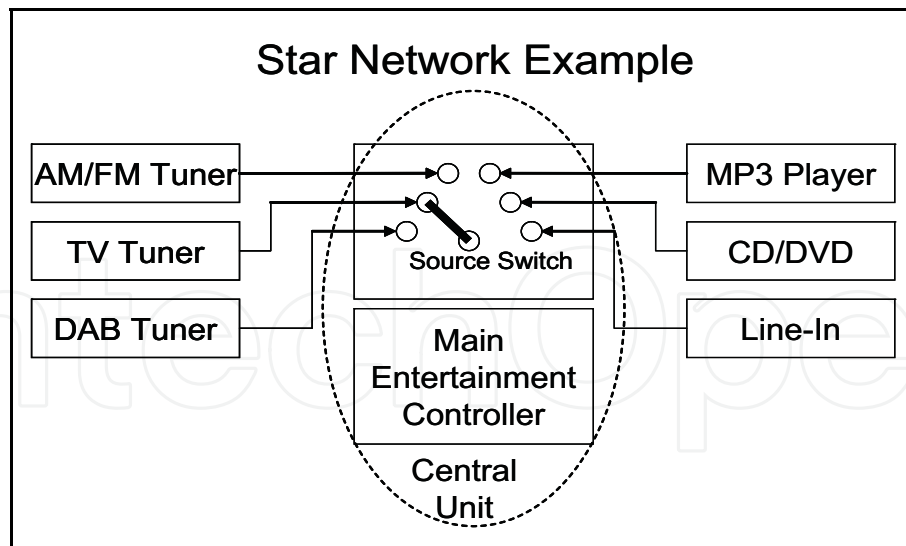 Star Network Example
AM/FM Tuner
TV Tuner
DAB Tuner
Source Switch
Main
Entertainment
Controller
Central
Unit
MP3 Player
CD/DVD
Line-In
ntechOpe